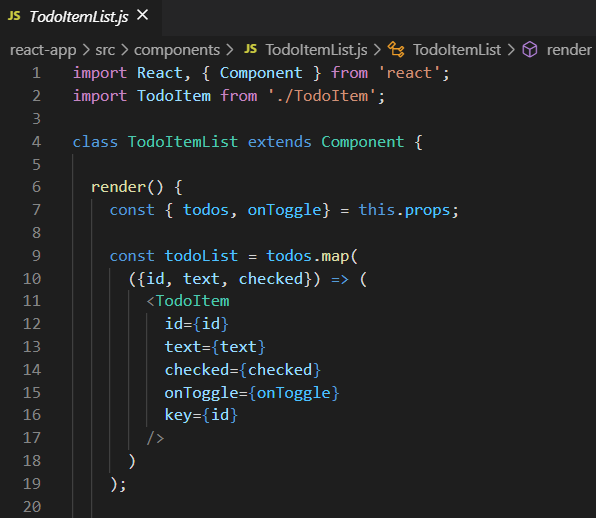 JS TodoItemList.js ×
react-app > src > components > JS TodoItemList.js > TodoItemList > render
1 import React, { Component } from 'react';
2 import TodoItem from './TodoItem';
3
4 class TodoItemList extends Component {
5
6 render() {
7 const { todos, onToggle} = this.props;
8
9 const todoList = todos.map(
10 ({id, text, checked}) => (
11 <TodoItem
12 id={id}
13 text={text}
14 checked={checked}
15 onToggle={onToggle}
16 key={id}
17 />
18 )
19 );
20